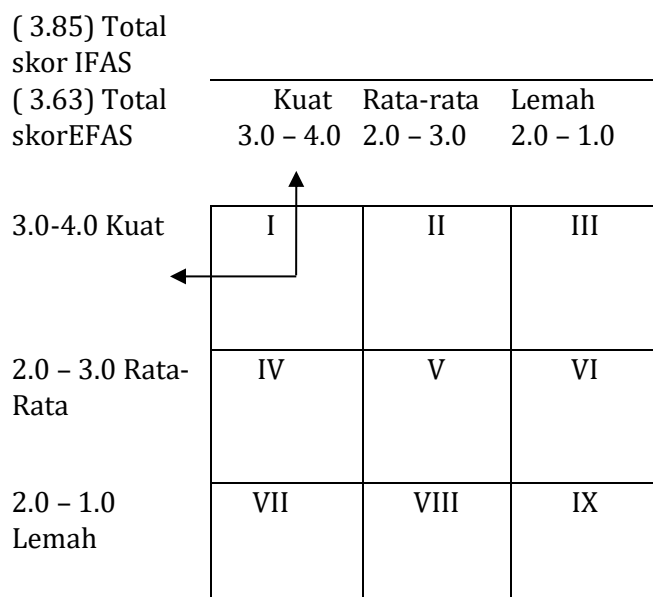 ( 3.85) Total
skor IFAS
( 3.63) Total Kuat Rata-rata Lemah
skorEFAS 3.0 – 4.0 2.0 – 3.0 2.0 – 1.0
3.0-4.0 Kuat I II III
2.0 – 3.0 Rata- IV V VI
Rata
2.0 – 1.0 VII VIII IX
Lemah